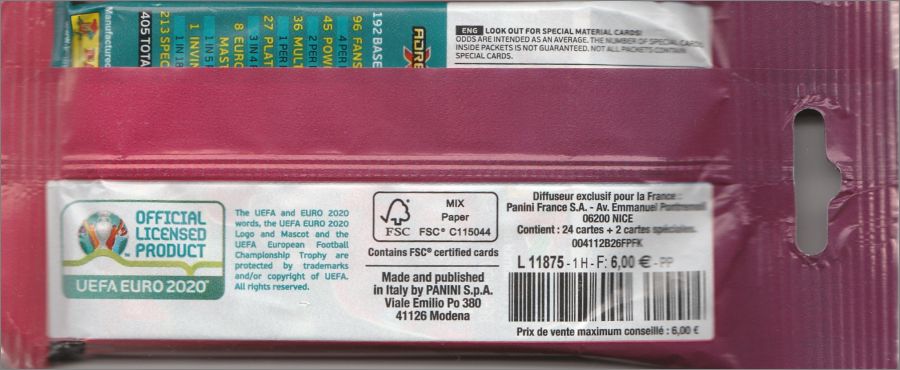 Manufactured
405 TOTA
213 SPEC
1 INVIN
1 IN 18
1 IN 5
8 EURO
MAST
3 IN 4
27 PLAT
1 PER
36 MUL
2 PER
45 POW
4 PER
96 FANS
192 BASE
ADRE
ENG LOOK OUT FOR SPECIAL MATERIAL CARDS!
ODDS ARE INTENDED AS AN AVERAGE. THE NUMBER OF SPECIAL CARDS
INSIDE PACKETS IS NOT GUARANTEED. NOT ALL PACKETS CONTAIN
SPECIAL CARDS.
OFFICIAL
LICENSED
PRODUCT
UEFA EURO 2020™
The UEFA and EURO 2020
words, the UEFA EURO 2020
Logo and Mascot and the
UEFA European Football
Championship Trophy are
protected by trademarks
and/or copyright of UEFA.
All rights reserved.
FSC
MIX
Paper
FSC® C115044
Contains FSC® certified cards
Made and published
in Italy by PANINI S.p.A.
Viale Emilio Po 380
41126 Modena
Diffuseur exclusif pour la France :
Panini France S.A. - Av. Emmanuel Pontremoli
06200 NICE
Contient : 24 cartes + 2 cartes spéciales.
004112B26FPFK
L 11875 - 1 H - F: 6,00 € - PP
Prix de vente maximum conseillé : 6,00 €